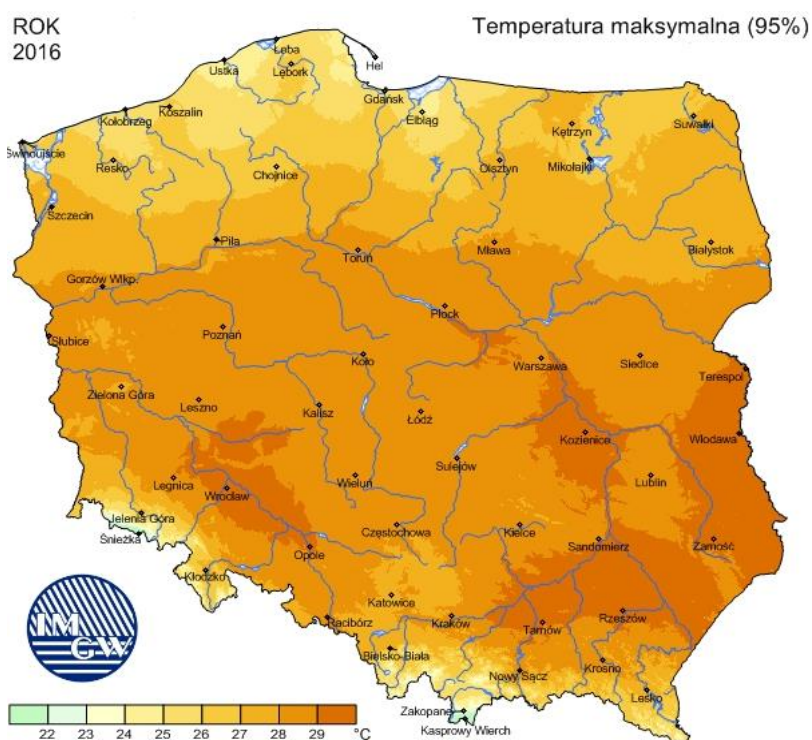 ROK
2016
Temperatura maksymalna (95%)
Łeba
Hel
Ustka
Lębork
Gdańsk
Koszalin
Kołobrzeg
Elbląg
Kętrzyn
Suwałki
Świnoujście
Resko
Chojnice
Olsztyn
Mikołajki
Szczecin
Piła
Toruń
Mława
Białystok
Gorzów Wlkp.
Płock
Słubice
Poznań
Koło
Warszawa
Siedlce
Terespol
Zielona Góra
Leszno
Kalisz
Łódź
Kozienice
Włodawa
Sulejów
Legnica
Wrocław
Wieluń
Lublin
Jelenia Góra
Śnieżka
Częstochowa
Kielce
Sandomierz
Zamość
Opole
Kłodzko
Katowice
Racibórz
Kraków
Tarnów
Rzeszów
Bielsko-Biała
Nowy Sącz
Krosno
Lesko
Zakopane
Kasprowy Wierch
IM
GW
22 23 24 25 26 27 28 29 °C